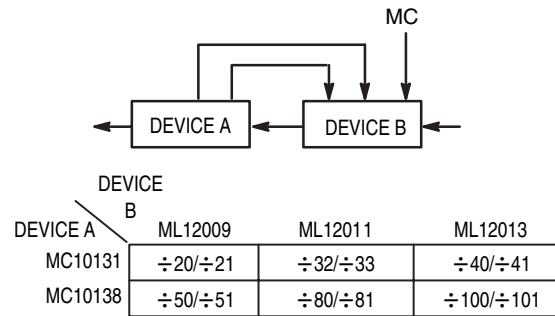 MC
DEVICE A
DEVICE B
DEVICE
B
DEVICE A
ML12009 ML12011 ML12013
MC10131 ÷20/÷21 ÷32/÷33 ÷40/÷41
MC10138 ÷50/÷51 ÷80/÷81 ÷100/÷101